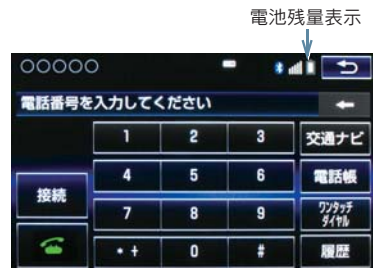 電池残量表示
○○○○○
電話番号を入力してください
1 2 3 交通ナビ
4 5 6 電話帳
接続
7 8 9 ワンタッチ
ダイヤル
* + 0 # 履歴